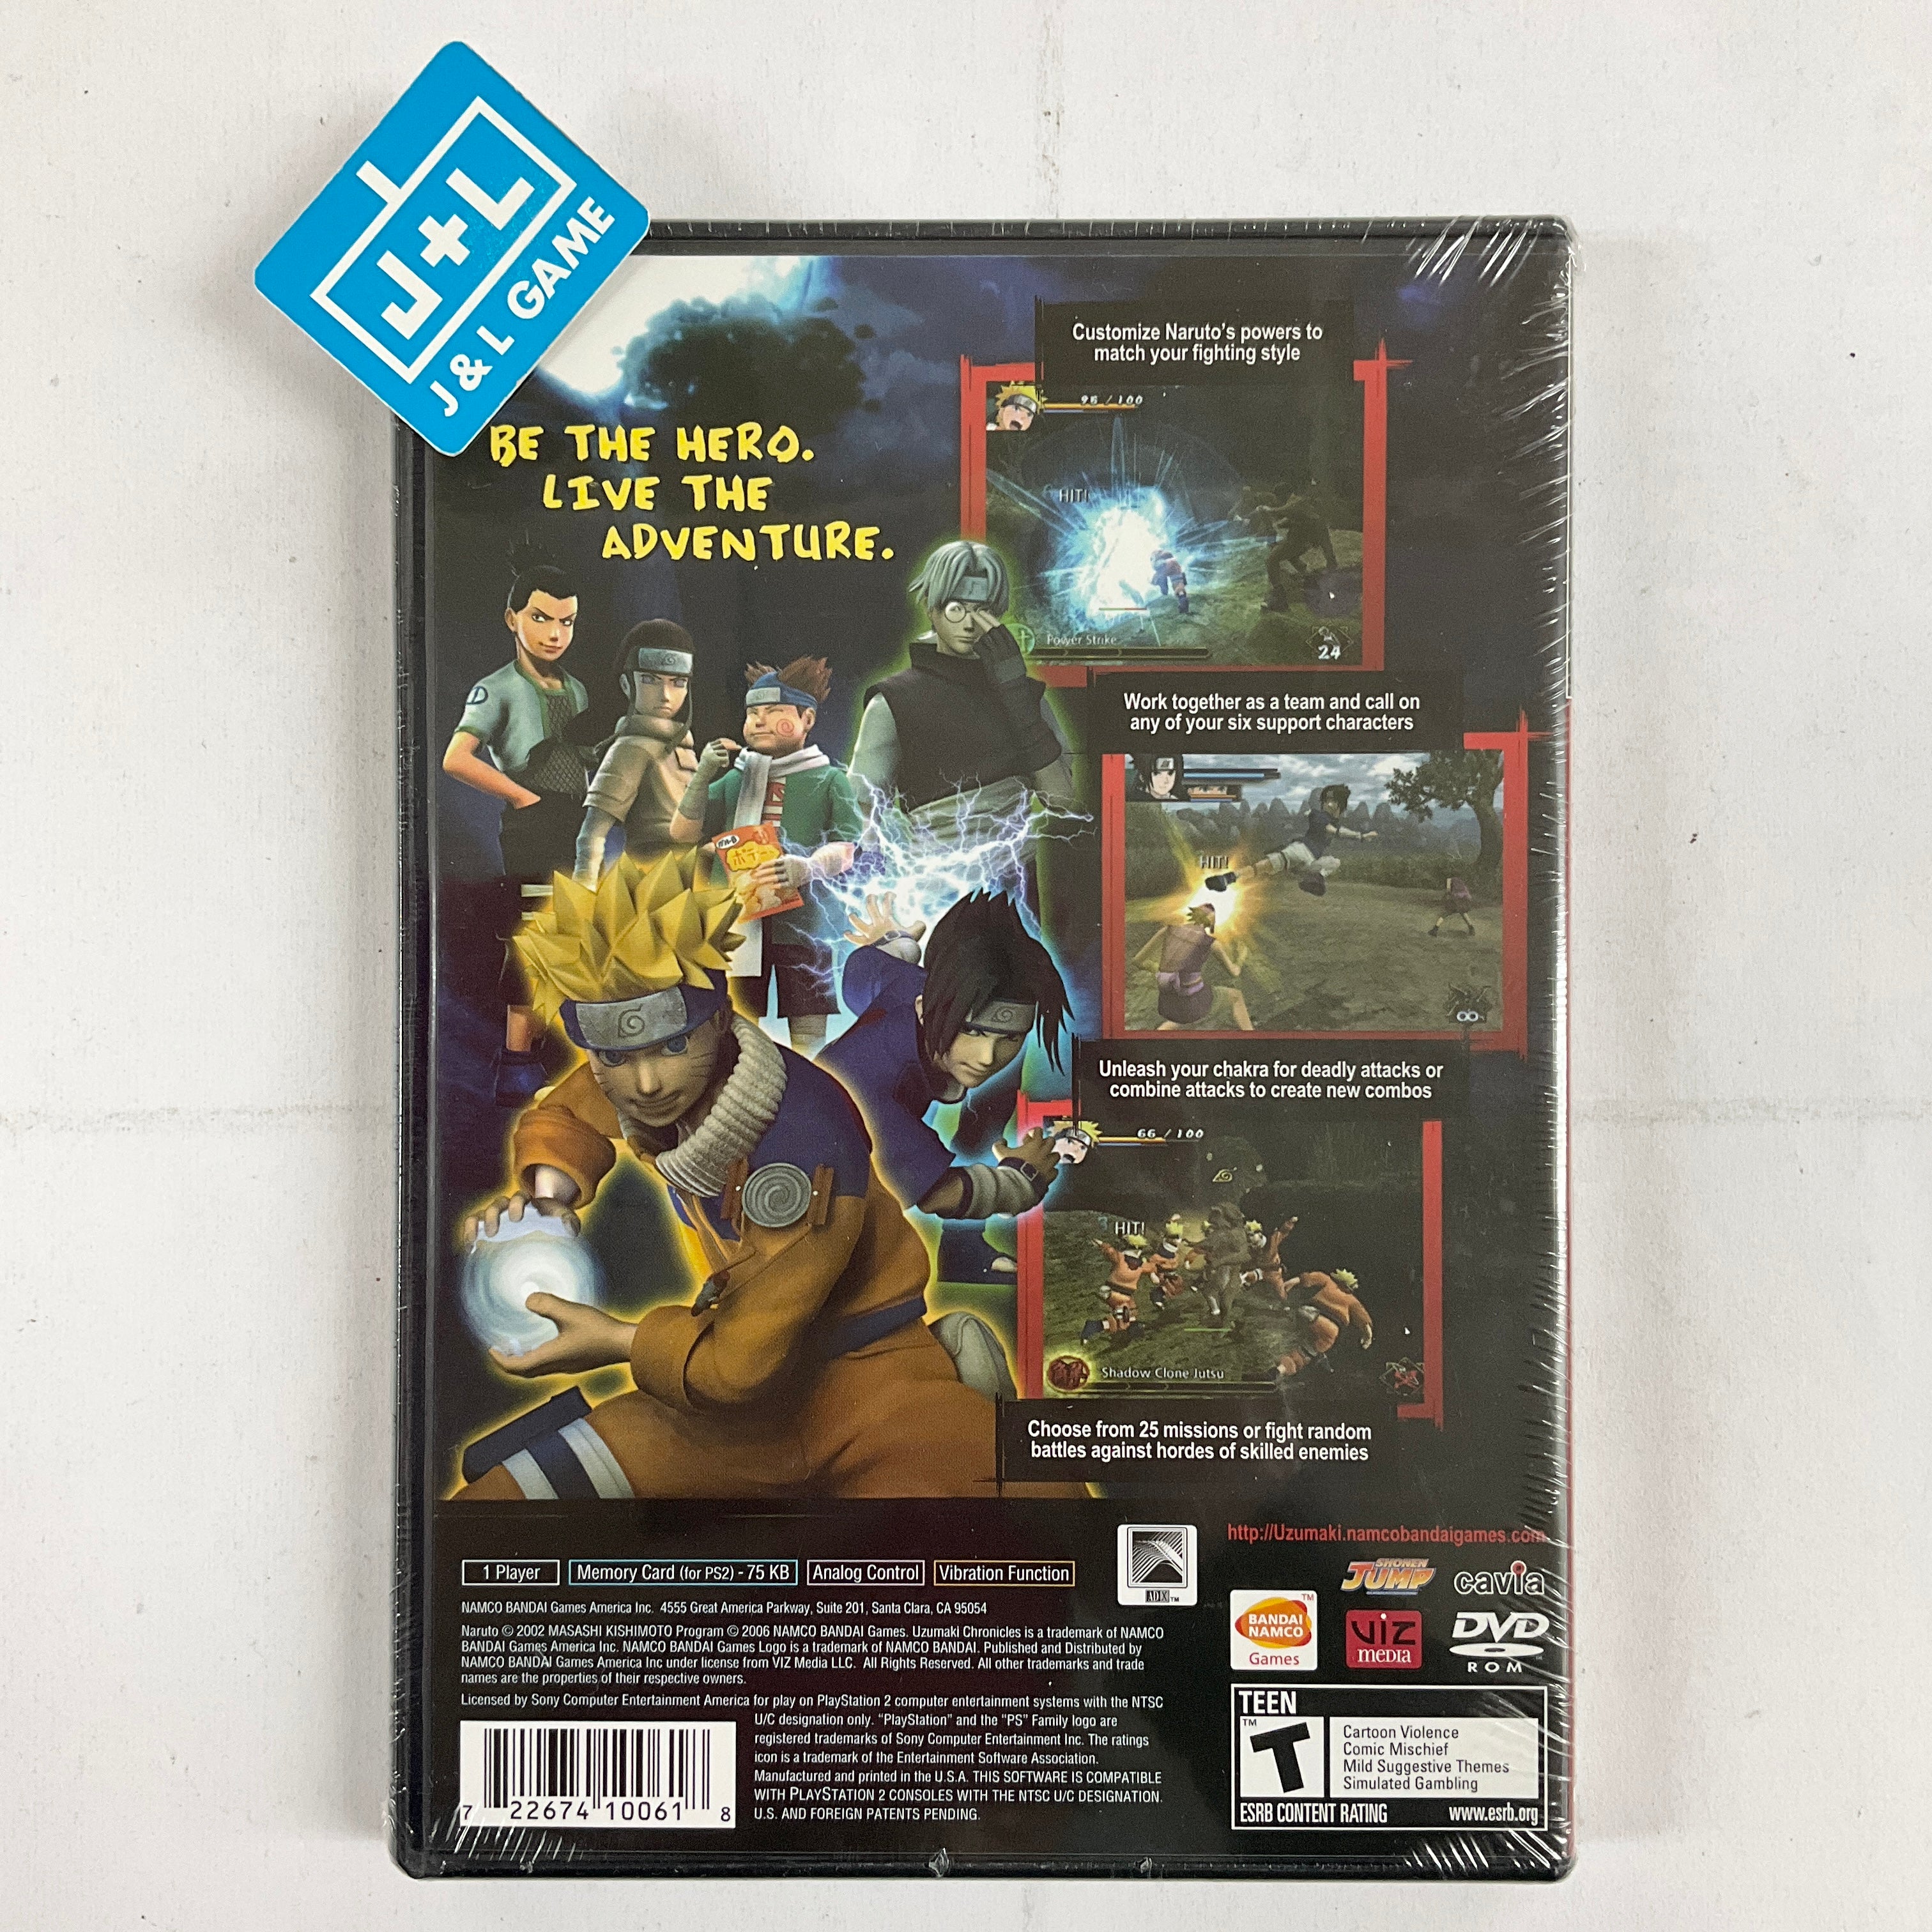 J+L
J & L GAME
BE THE HERO.
LIVE THE
ADVENTURE.
Customize Naruto's powers to
match your fighting style
95 / 100
HIT!
Power Strike
24
Work together as a team and call on
any of your six support characters
HIT!
∞
Unleash your chakra for deadly attacks or
combine attacks to create new combos
66 / 100
3 HIT!
Shadow Clone Jutsu
Choose from 25 missions or fight random
battles against hordes of skilled enemies
http://Uzumaki.namcobandaigames.com
1 Player
Memory Card (for PS2) - 75 KB
Analog Control
Vibration Function
ADX™
SHONEN
JUMP
cavia
BANDAI
NAMCO
Games
™
VIZ
MEDIA
DVD
ROM
NAMCO BANDAI Games America Inc. 4555 Great America Parkway, Suite 201, Santa Clara, CA 95054
Naruto © 2002 MASASHI KISHIMOTO Program © 2006 NAMCO BANDAI Games. Uzumaki Chronicles is a trademark of NAMCO
BANDAI Games America Inc. NAMCO BANDAI Games Logo is a trademark of NAMCO BANDAI. Published and Distributed by
NAMCO BANDAI Games America Inc under license from VIZ Media LLC. All Rights Reserved. All other trademarks and trade
names are the properties of their respective owners.
Licensed by Sony Computer Entertainment America for play on PlayStation 2 computer entertainment systems with the NTSC
U/C designation only. "PlayStation" and the "PS" Family logo are
registered trademarks of Sony Computer Entertainment Inc. The ratings
icon is a trademark of the Entertainment Software Association.
Manufactured and printed in the U.S.A. THIS SOFTWARE IS COMPATIBLE
WITH PLAYSTATION 2 CONSOLES WITH THE NTSC U/C DESIGNATION.
U.S. AND FOREIGN PATENTS PENDING.
7 22674 10061 8
TEEN
T
™
Cartoon Violence
Comic Mischief
Mild Suggestive Themes
Simulated Gambling
ESRB CONTENT RATING www.esrb.org